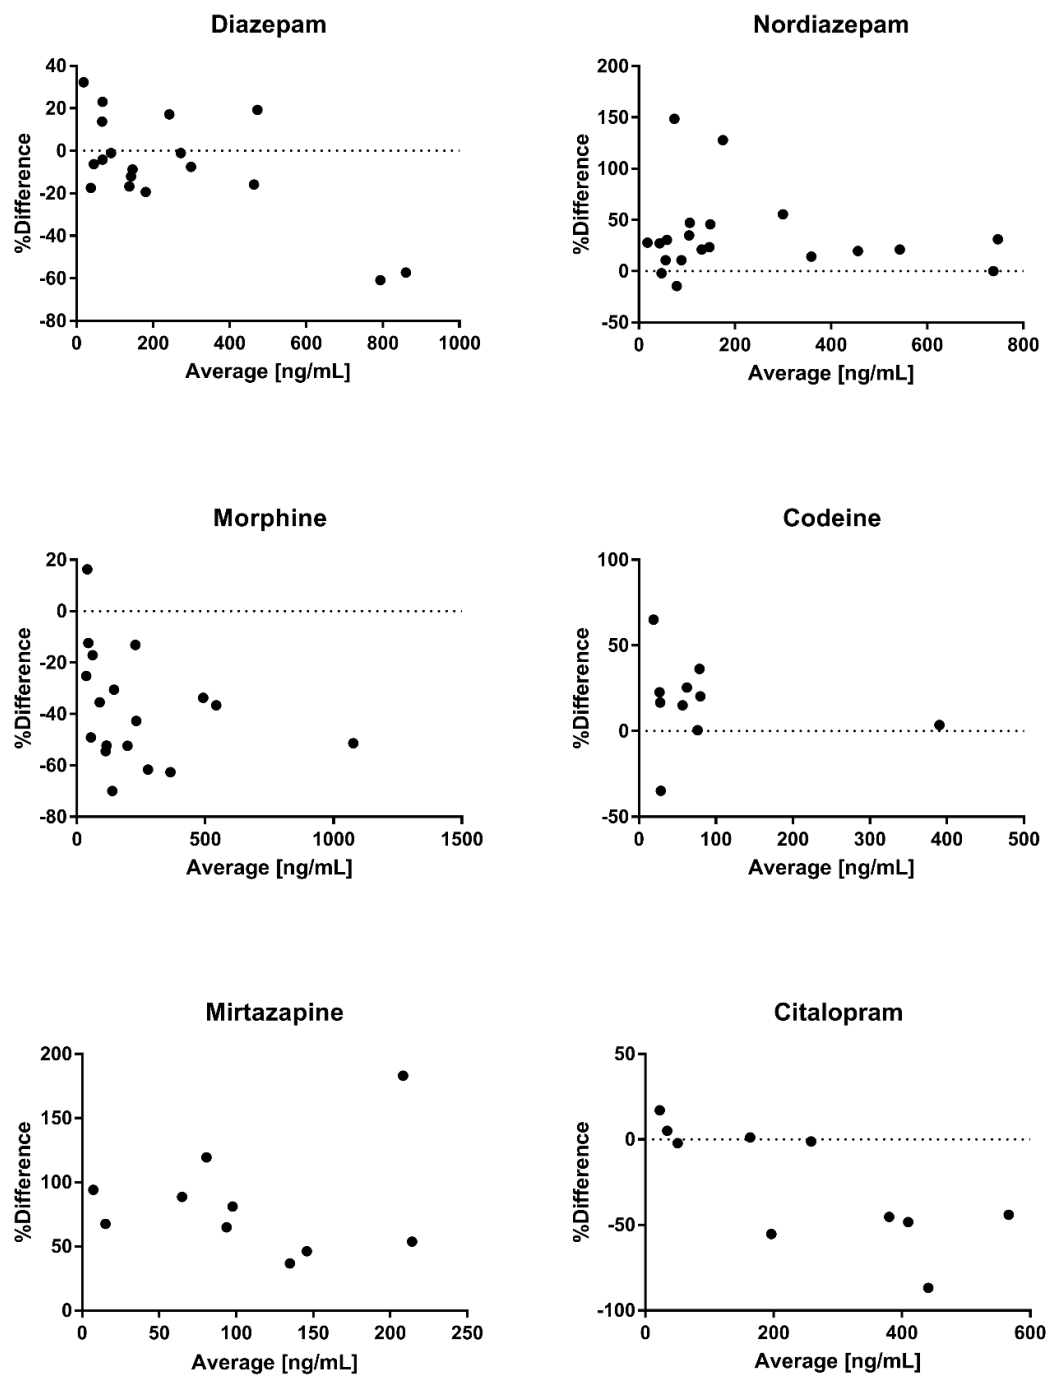 Diazepam
40
20
0
-20
-40
-60
-80
%Difference
0 200 400 600 800 1000
Average [ng/mL]
Nordiazepam
200
150
100
50
0
-50
%Difference
0 200 400 600 800
Average [ng/mL]
Morphine
20
0
-20
-40
-60
-80
%Difference
0 500 1000 1500
Average [ng/mL]
Codeine
100
50
0
-50
%Difference
0 100 200 300 400 500
Average [ng/mL]
Mirtazapine
200
150
100
50
0
%Difference
0 50 100 150 200 250
Average [ng/mL]
Citalopram
50
0
-50
-100
%Difference
0 200 400 600
Average [ng/mL]